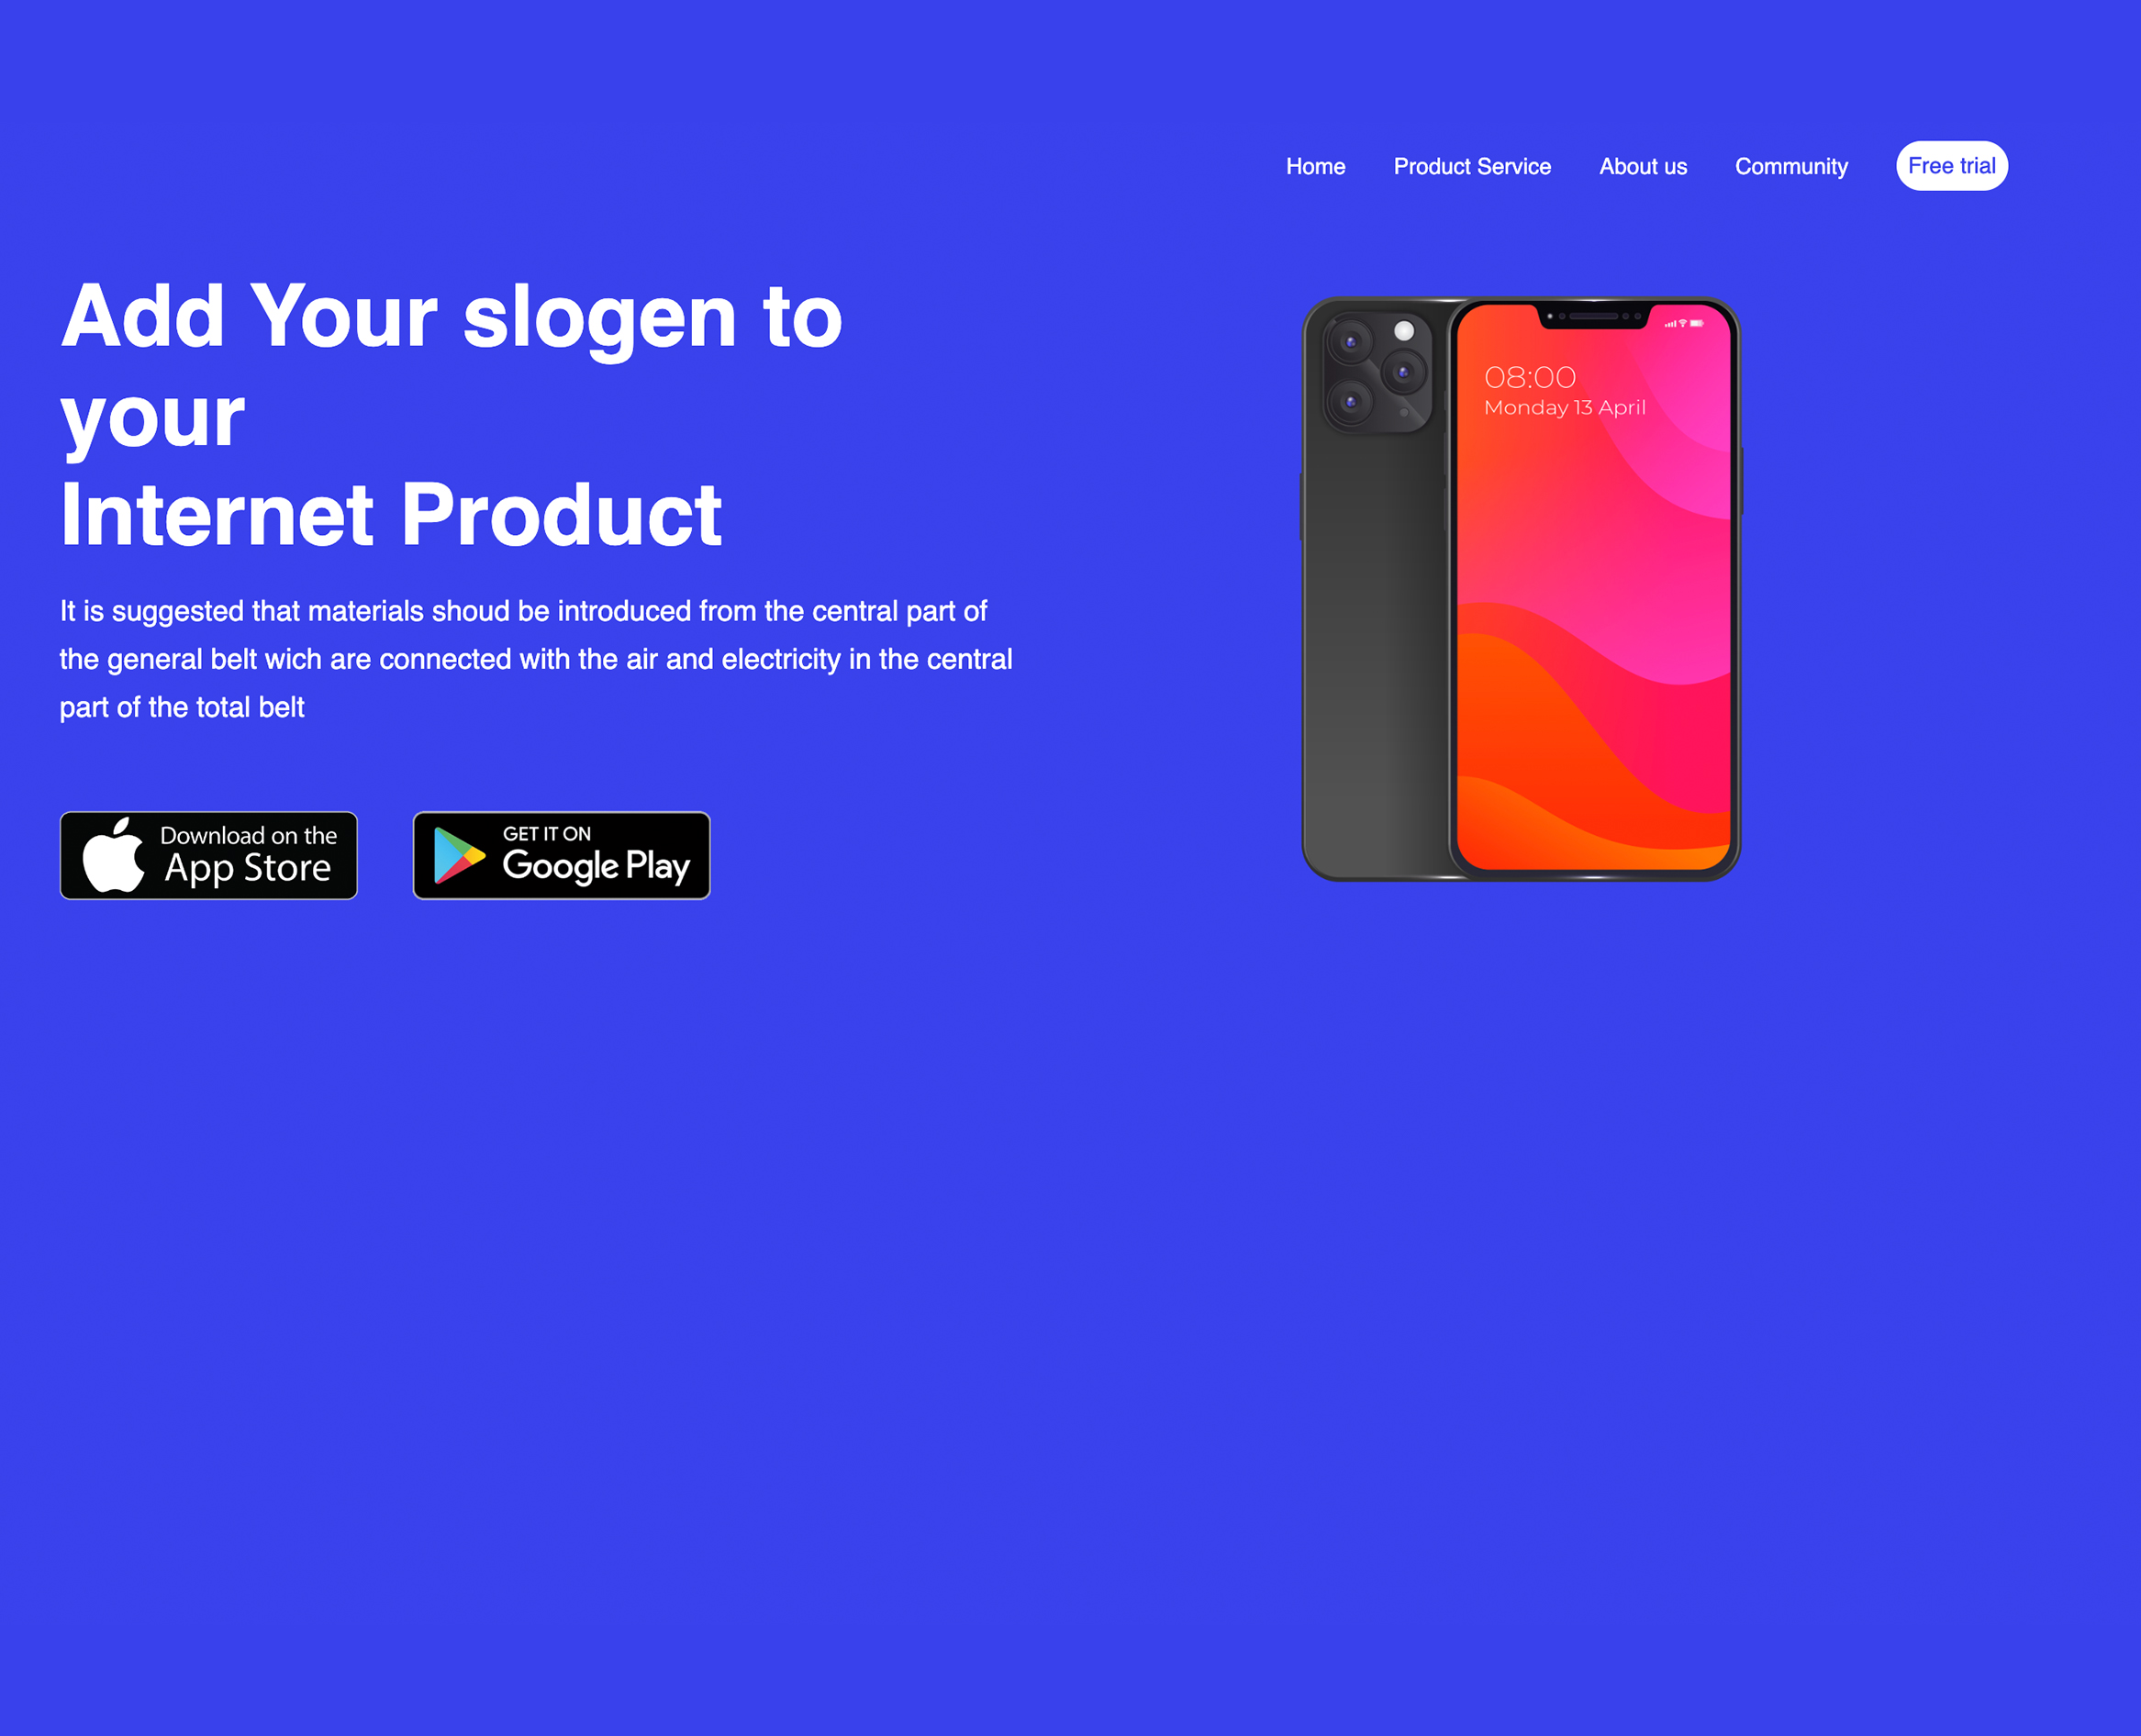 Home Product Service About us Community Free trial
Add Your slogen to
your
Internet Product
08:00
Monday 13 April
It is suggested that materials shoud be introduced from the central part of
the general belt wich are connected with the air and electricity in the central
part of the total belt
Download on the
App Store
GET IT ON
Google Play